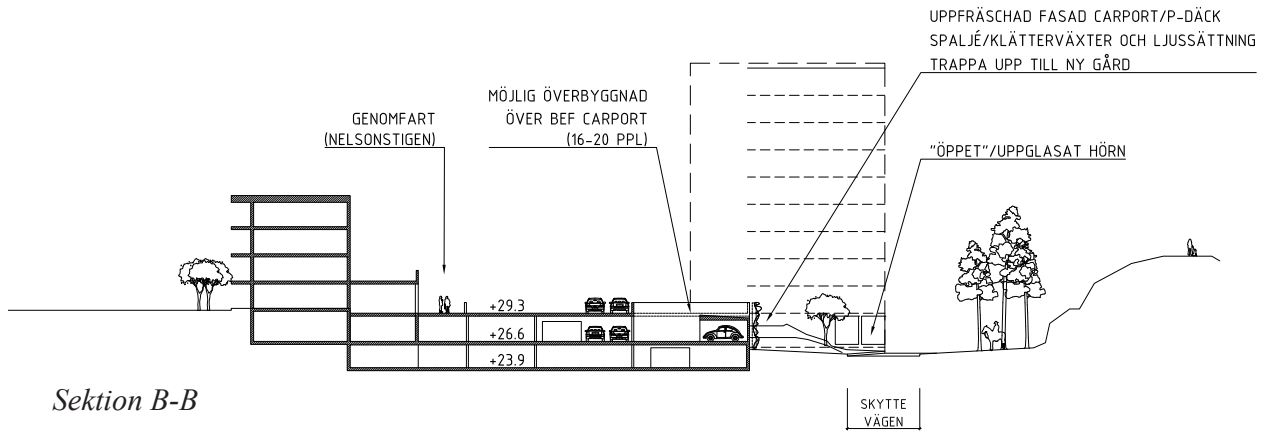 UPPFRÄSCHAD FASAD CARPORT/P-DÄCK
SPALJÉ/KLÄTTERVÄXTER OCH LJUSSÄTTNING
TRAPPA UPP TILL NY GÅRD
MÖJLIG ÖVERBYGGNAD
ÖVER BEF CARPORT
(16-20 PPL)
GENOMFART
(NELSONSTIGEN)
"ÖPPET"/UPPGLASAT HÖRN
+29.3
+26.6
+23.9
Sektion B-B
SKYTTE
VÄGEN